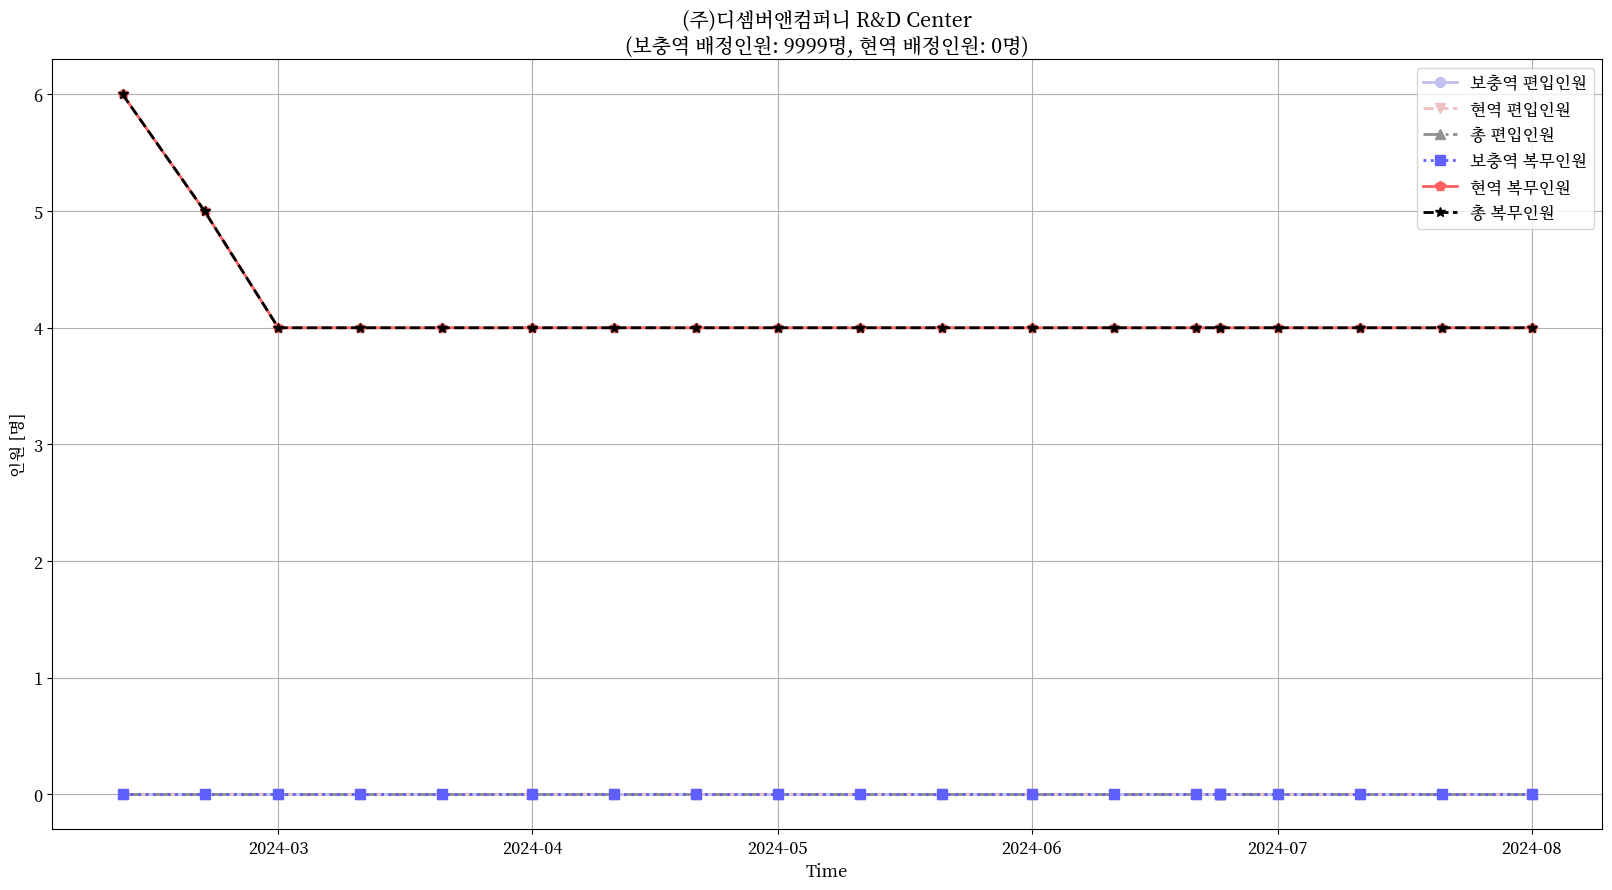 (주)디셈버앤컴퍼니 R&D Center
(보충역 배정인원: 9999명, 현역 배정인원: 0명)
보충역 편입인원
현역 편입인원
총 편입인원
보충역 복무인원
현역 복무인원
총 복무인원
인원 [명]
6
5
4
3
2
1
0
2024-03
2024-04
2024-05
2024-06
2024-07
2024-08
Time